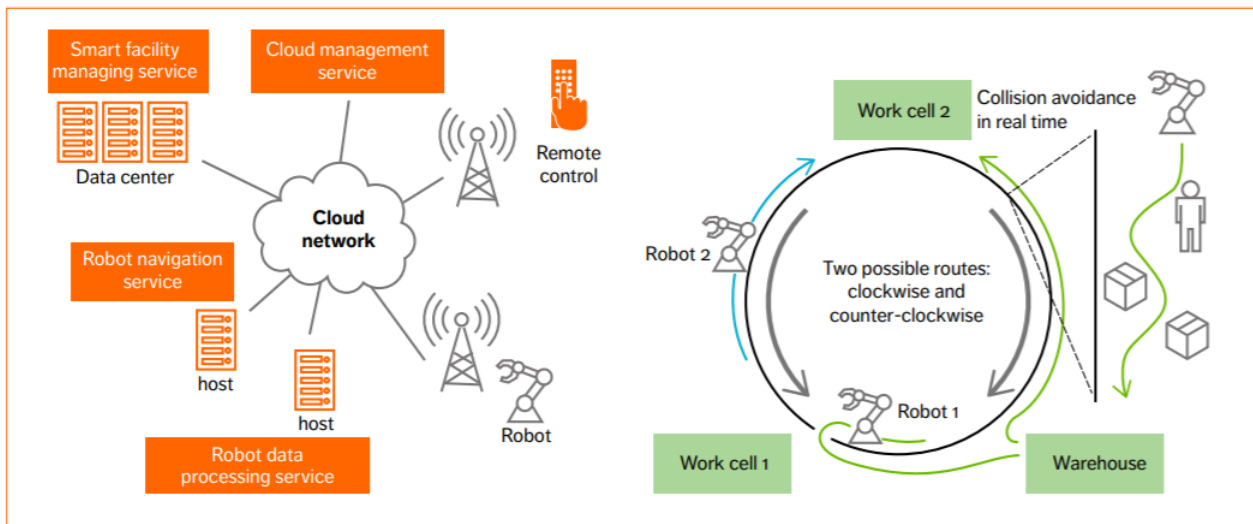 Smart facility
managing service
Data center
Cloud management
service
Remote
control
Cloud
network
Robot navigation
service
host
host
Robot data
processing service
Robot
Work cell 2
Collision avoidance
in real time
Robot 2
Two possible routes:
clockwise and
counter-clockwise
Robot 1
Work cell 1
Warehouse